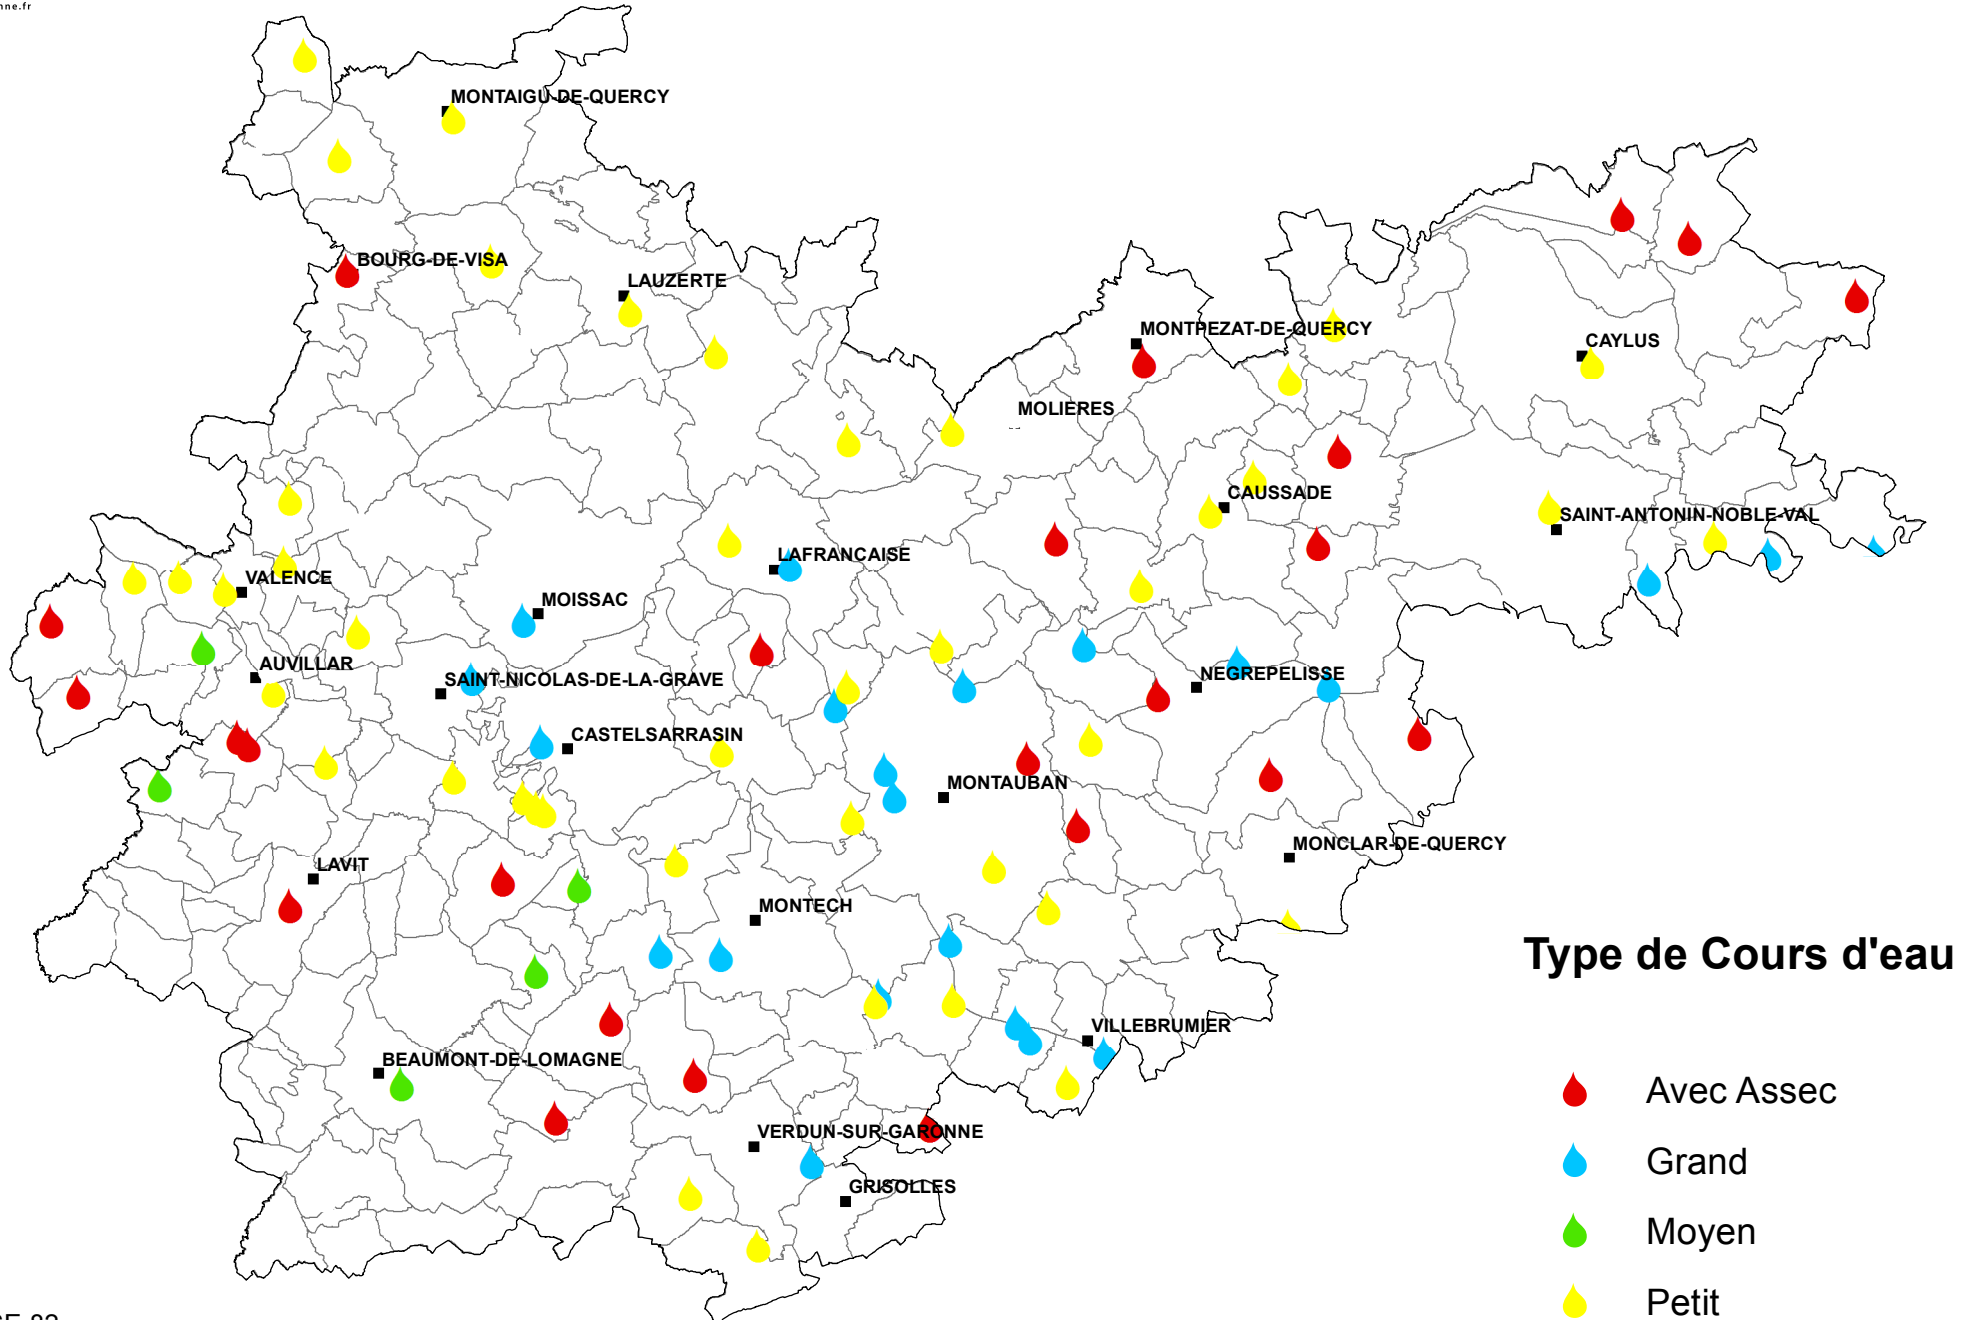 MONTAIGU-DE-QUERCY
BOURG-DE-VISA
LAUZERTE
MONTPEZAT-DE-QUERCY
CAYLUS
MOLIERES
CAUSSADE
SAINT-ANTONIN-NOBLE-VAL
LAFRANCAISE
VALENCE
MOISSAC
AUVILLAR
SAINT-NICOLAS-DE-LA-GRAVE
NEGREPELISSE
CASTELSARRASIN
MONTAUBAN
MONCLAR-DE-QUERCY
LAVIT
MONTECH
VILLEBRUMIER
BEAUMONT-DE-LOMAGNE
VERDUN-SUR-GARONNE
GRISOLLES
Type de Cours d'eau
Avec Assec
Grand
Moyen
Petit